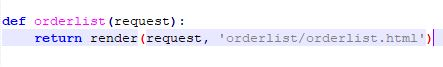 def orderlist(request):
    return render(request, 'orderlist/orderlist.html')